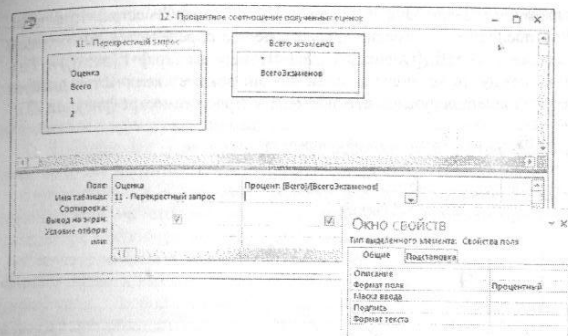 12 - Процентное соотношение полученных оценок
11 - Перекрестный запрос
*
Оценка
Всего
1
2
Всего экзаменов
*
ВсегоЭкзаменов
Поле: Оценка Процент: [Всего]/[ВсегоЭкзаменов]
Имя таблицы: 11 - Перекрестный запрос
Сортировка:
Вывод на экран:
Условие отбора:
или:
Окно свойств
Тип выделенного элемента: Свойства поля
Общие Подстановка
Описание
Формат поля Процентный
Маска ввода
Подпись
Формат текста